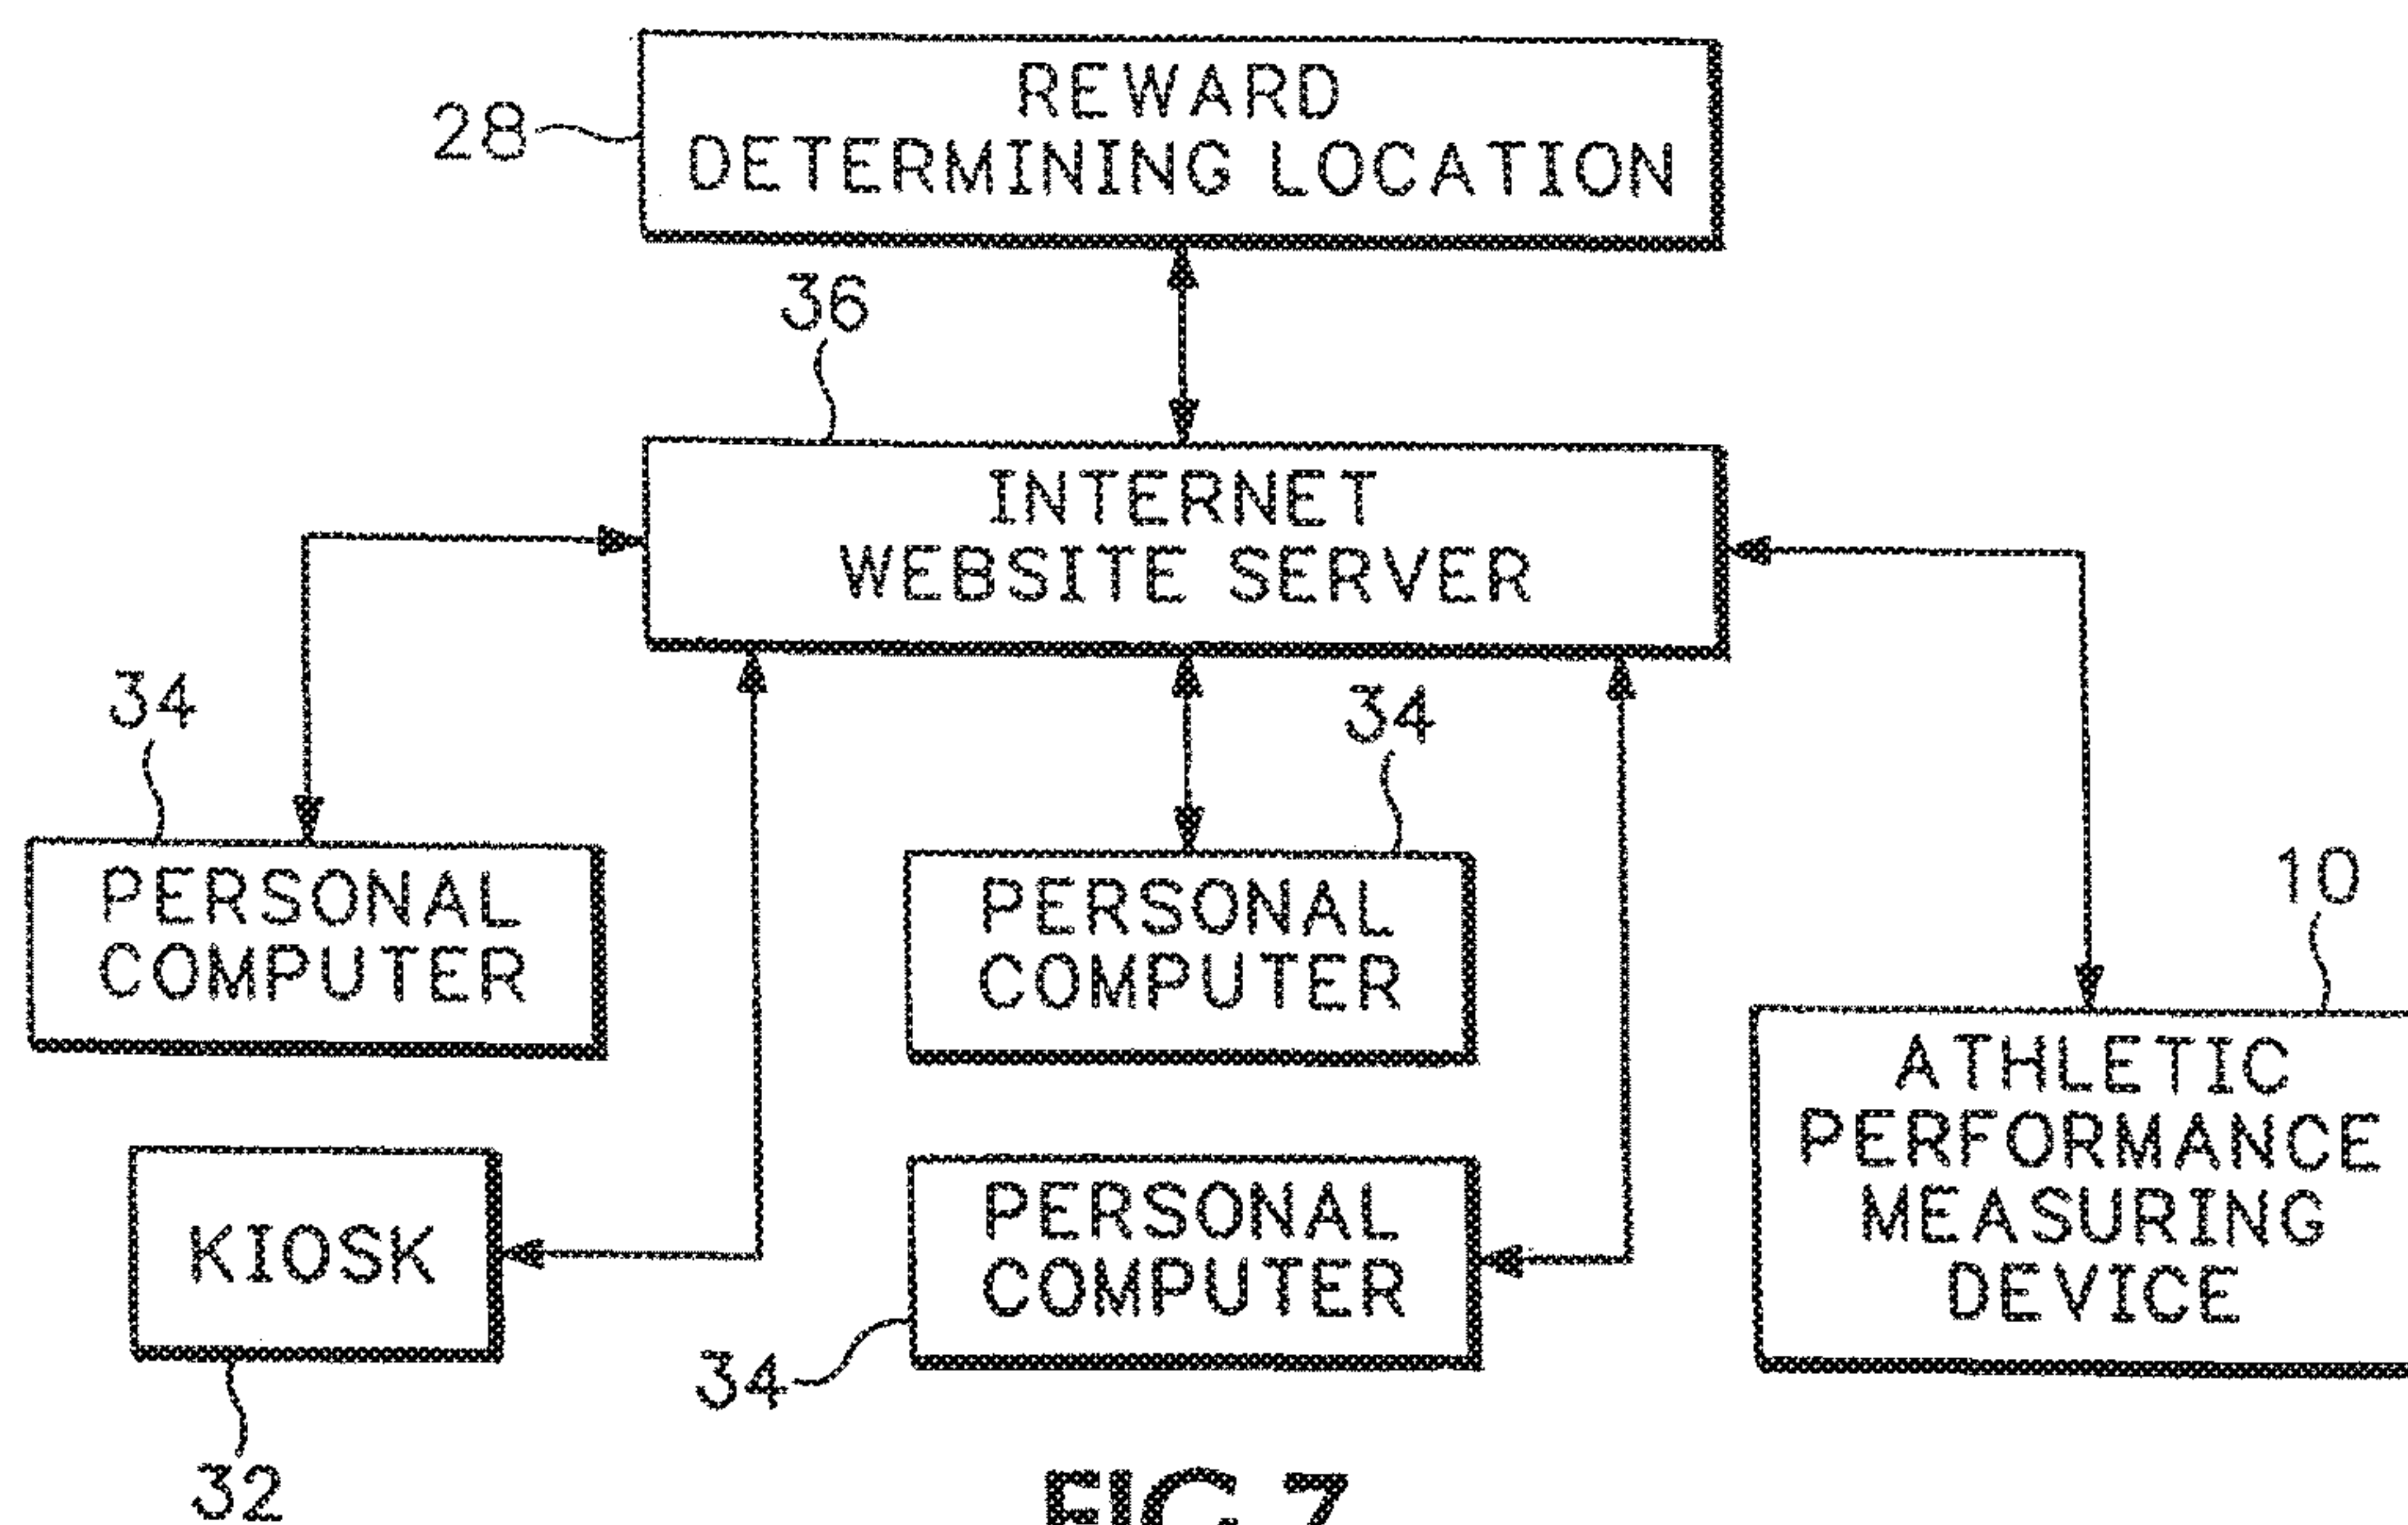 REWARD
DETERMINING LOCATION
28
36
INTERNET
WEBSITE SERVER
34
PERSONAL
COMPUTER
34
PERSONAL
COMPUTER
10
ATHLETIC
PERFORMANCE
MEASURING
DEVICE
KIOSK
32
PERSONAL
COMPUTER
34
FIG.7